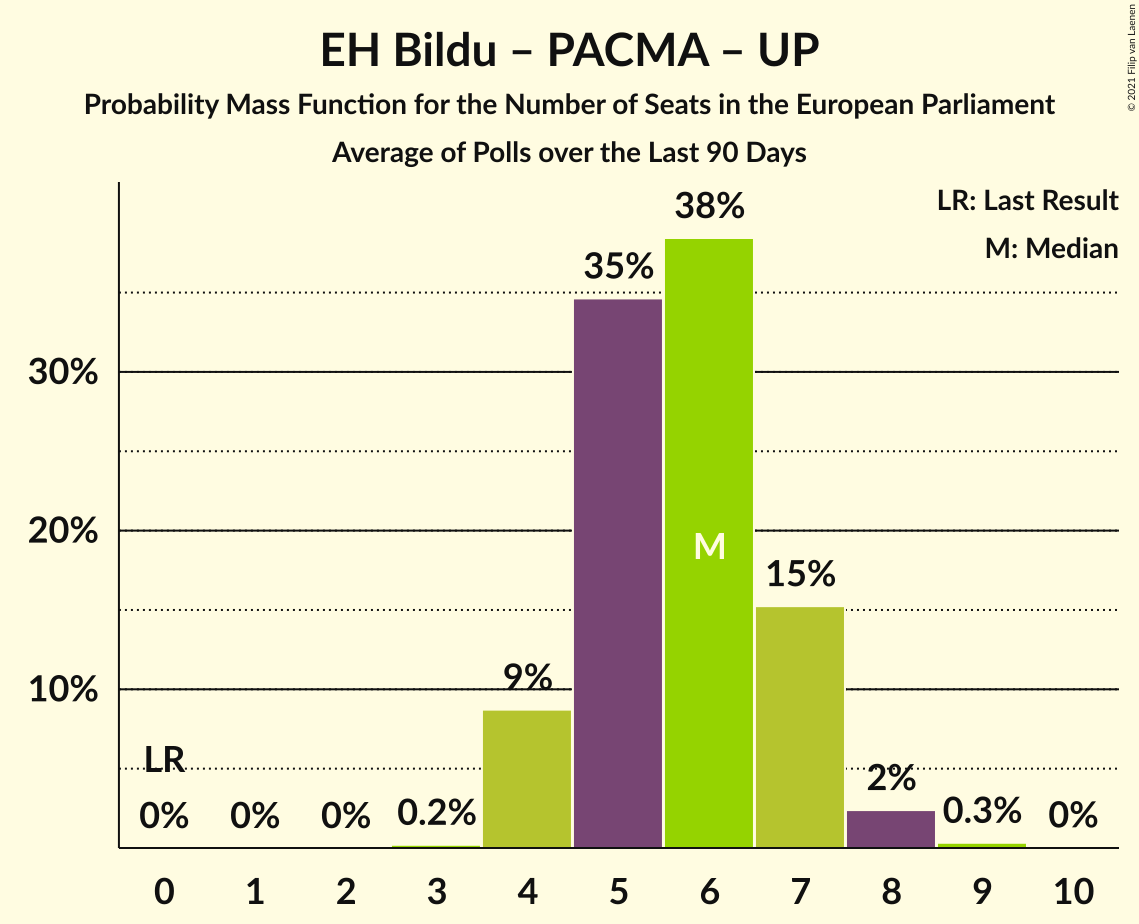 EH Bildu – PACMA – UP
Probability Mass Function for the Number of Seats in the European Parliament
Average of Polls over the Last 90 Days
© 2021 Filip van Laenen
LR: Last Result
M: Median
38%
35%
30%
20%
M
15%
10%
9%
LR
2%
0%
0%
0%
0.2%
0.3%
0%
0 1 2 3 4 5 6 7 8 9 10